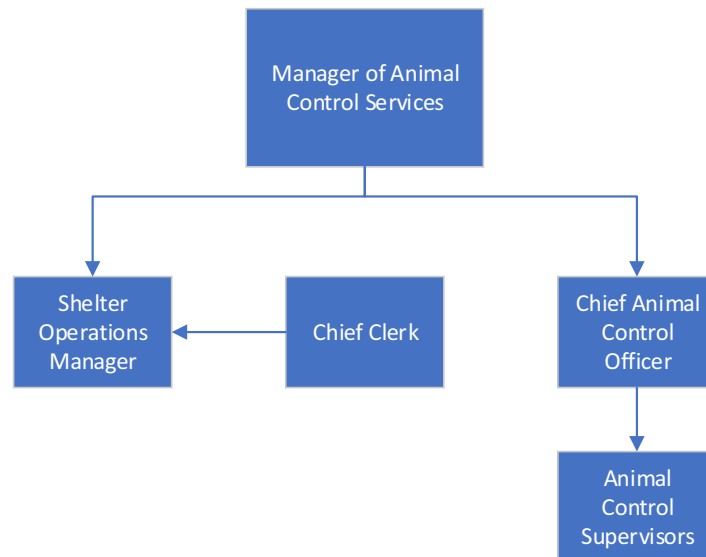 Manager of Animal
Control Services
Shelter
Operations
Manager
Chief Clerk
Chief Animal
Control
Officer
Animal
Control
Supervisors